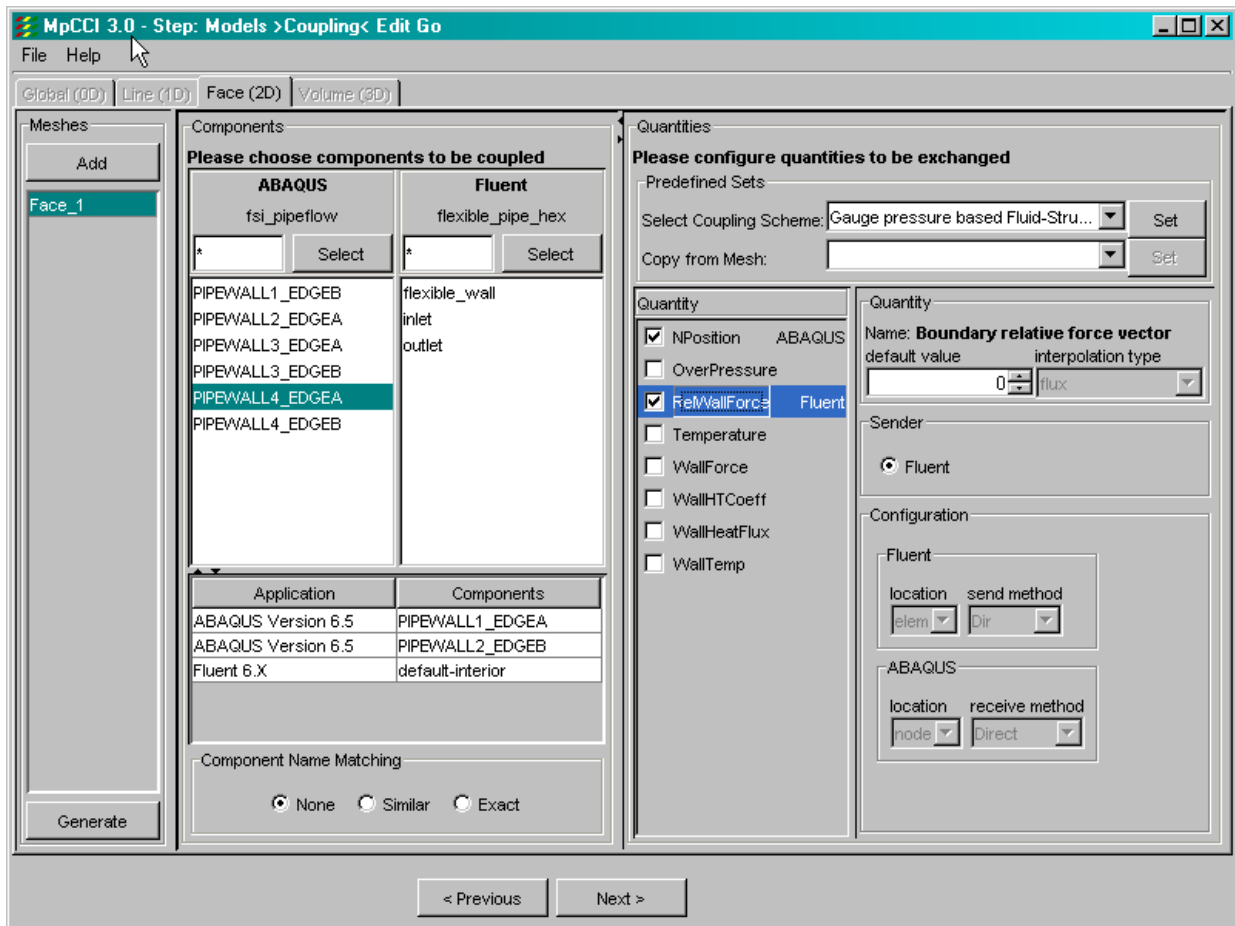 MpCCI 3.0 - Step: Models >Coupling< Edit Go
File Help
Global (0D) Line (1D) Face (2D) Volume (3D)
Meshes
Add
Face_1
Generate
Components
Please choose components to be coupled
ABAQUS Fluent
fsi_pipeflow flexible_pipe_hex
* Select * Select
PIPEWALL1_EDGEB flexible_wall
PIPEWALL2_EDGEA inlet
PIPEWALL3_EDGEA outlet
PIPEWALL3_EDGEB
PIPEWALL4_EDGEA
PIPEWALL4_EDGEB
Application Components
ABAQUS Version 6.5 PIPEWALL1_EDGEA
ABAQUS Version 6.5 PIPEWALL2_EDGEB
Fluent 6.X default-interior
Component Name Matching
None Similar Exact
Quantities
Please configure quantities to be exchanged
Predefined Sets
Select Coupling Scheme: Gauge pressure based Fluid-Stru... Set
Copy from Mesh: Set
Quantity
NPosition ABAQUS
OverPressure
RelWallForce Fluent
Temperature
WallForce
WallHTCoeff
WallHeatFlux
WallTemp
Quantity
Name: Boundary relative force vector
default value interpolation type
0 flux
Sender
Fluent
Configuration
Fluent
location send method
elem Dir
ABAQUS
location receive method
node Direct
< Previous Next >